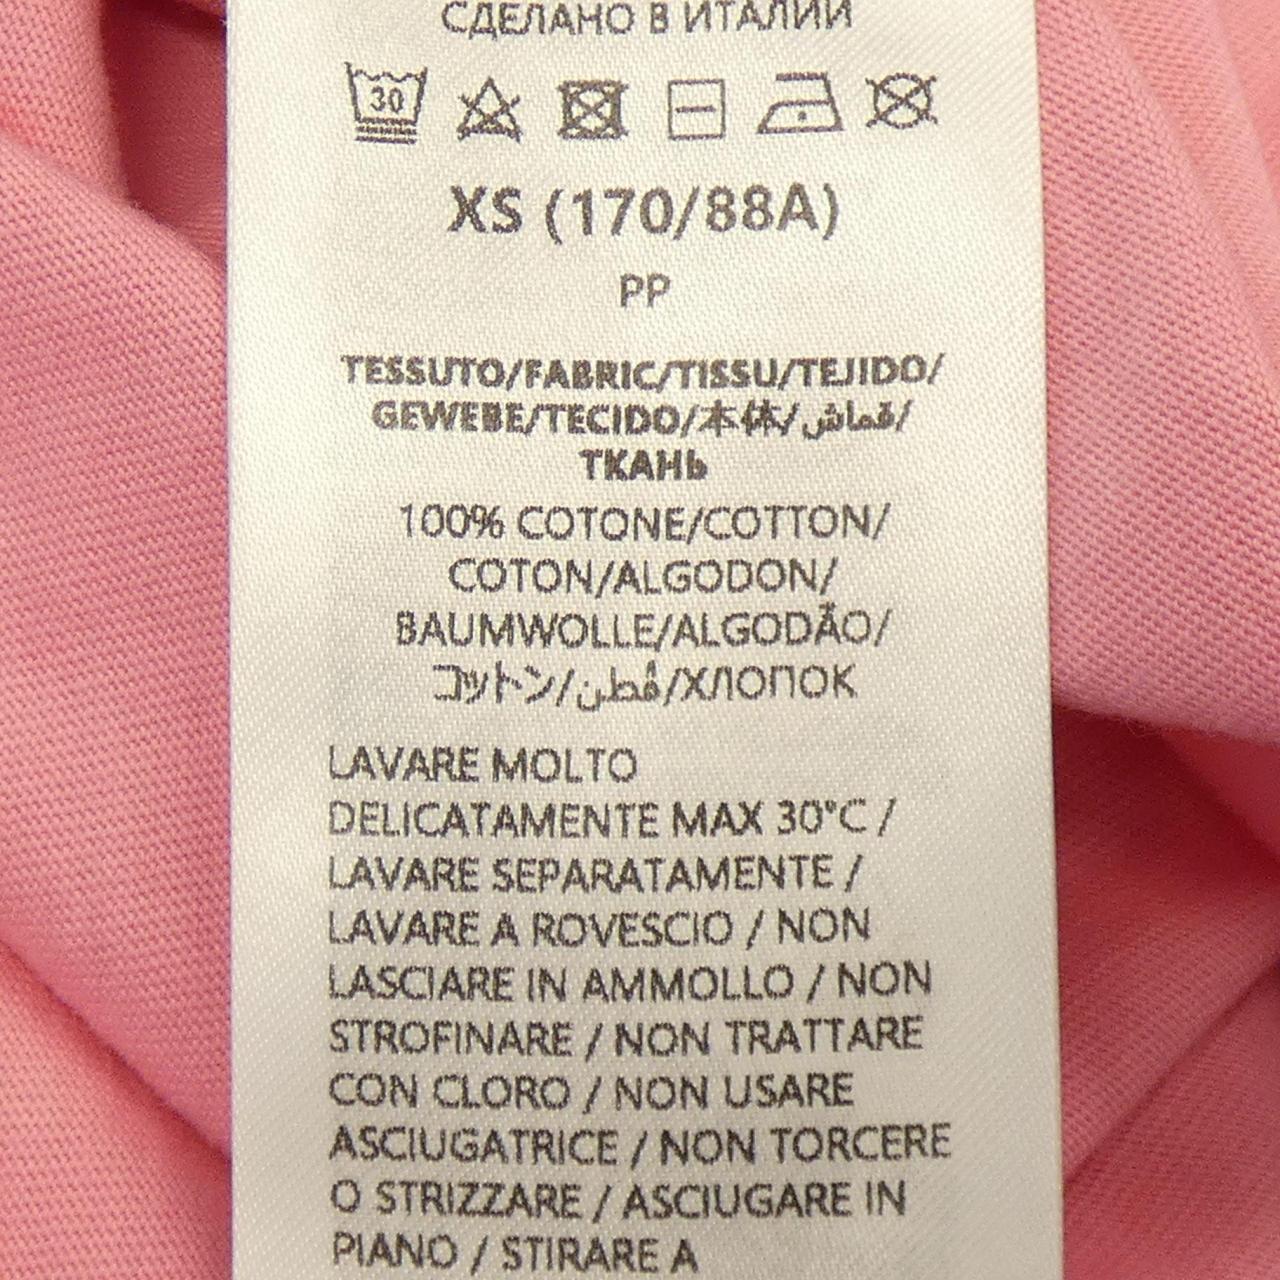 СДЕЛАНО В ИТАЛИИ
30
XS (170/88A)
PP
TESSUTO/FABRIC/TISSU/TEJIDO/
GEWEBE/TECIDO/本体/قماش/
ТКАНЬ
100% COTONE/COTTON/
COTON/ALGODON/
BAUMWOLLE/ALGODÃO/
コットン/قُطن/ХЛОПОК
LAVARE MOLTO
DELICATAMENTE MAX 30°C /
LAVARE SEPARATAMENTE /
LAVARE A ROVESCIO / NON
LASCIARE IN AMMOLLO / NON
STROFINARE / NON TRATTARE
CON CLORO / NON USARE
ASCIUGATRICE / NON TORCERE
O STRIZZARE / ASCIUGARE IN
PIANO / STIRARE A